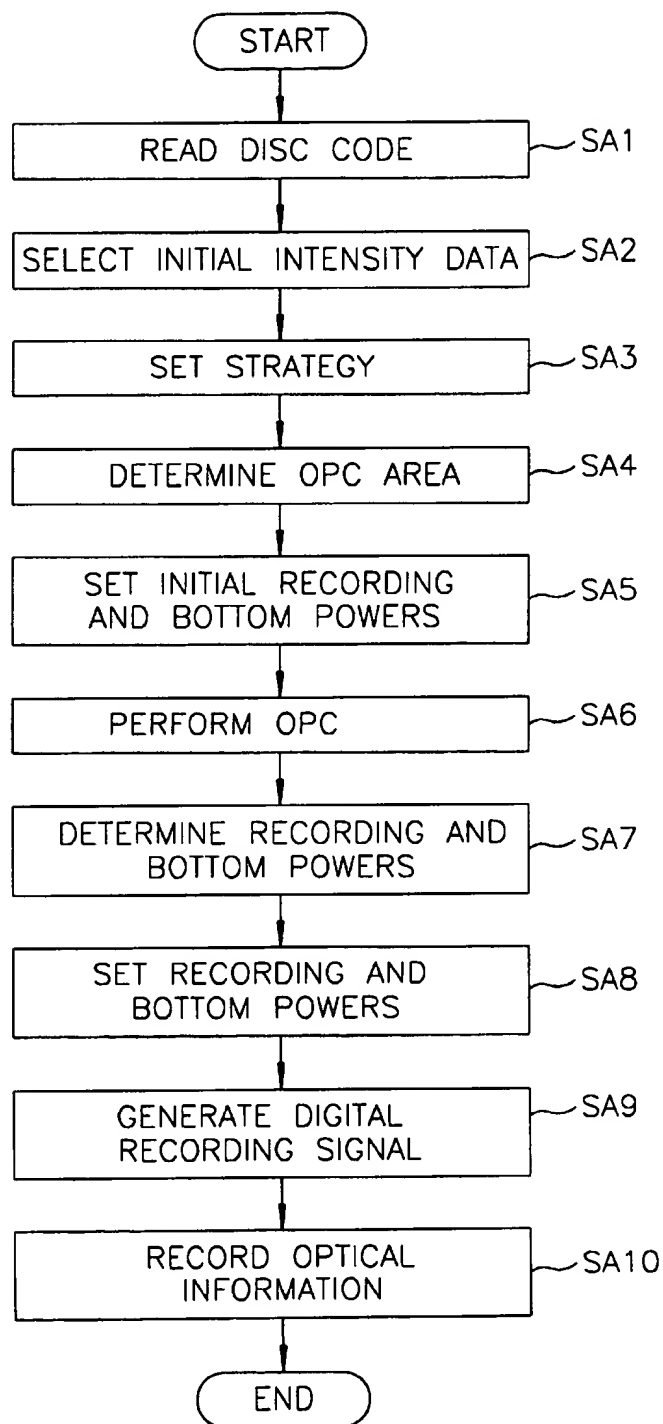 START
READ DISC CODE
SA1
SELECT INITIAL INTENSITY DATA
SA2
SET STRATEGY
SA3
DETERMINE OPC AREA
SA4
SET INITIAL RECORDING
AND BOTTOM POWERS
SA5
PERFORM OPC
SA6
DETERMINE RECORDING AND
BOTTOM POWERS
SA7
SET RECORDING AND
BOTTOM POWERS
SA8
GENERATE DIGITAL
RECORDING SIGNAL
SA9
RECORD OPTICAL
INFORMATION
SA10
END